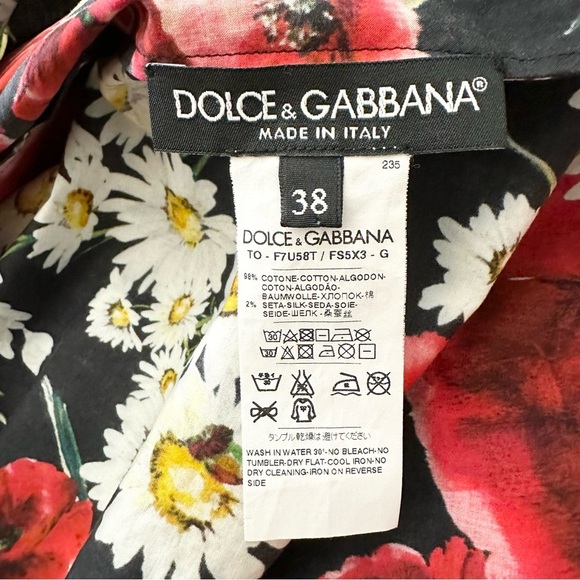 DOLCE & GABBANA®
MADE IN ITALY
235
38
DOLCE & GABBANA
TO - F7U58T / FS5X3 - G
98% COTONE-COTTON-ALGODON-
COTON-ALGODÃO-
BAUMWOLLE-ХЛОПОК-棉
2% SETA-SILK-SEDA-SOIE-
SEIDE-ШЕЛК-桑蚕丝
タンブル乾燥は避けてください
WASH IN WATER 30°-NO BLEACH-NO
TUMBLER-DRY FLAT-COOL IRON-NO
DRY CLEANING-IRON ON REVERSE
SIDE